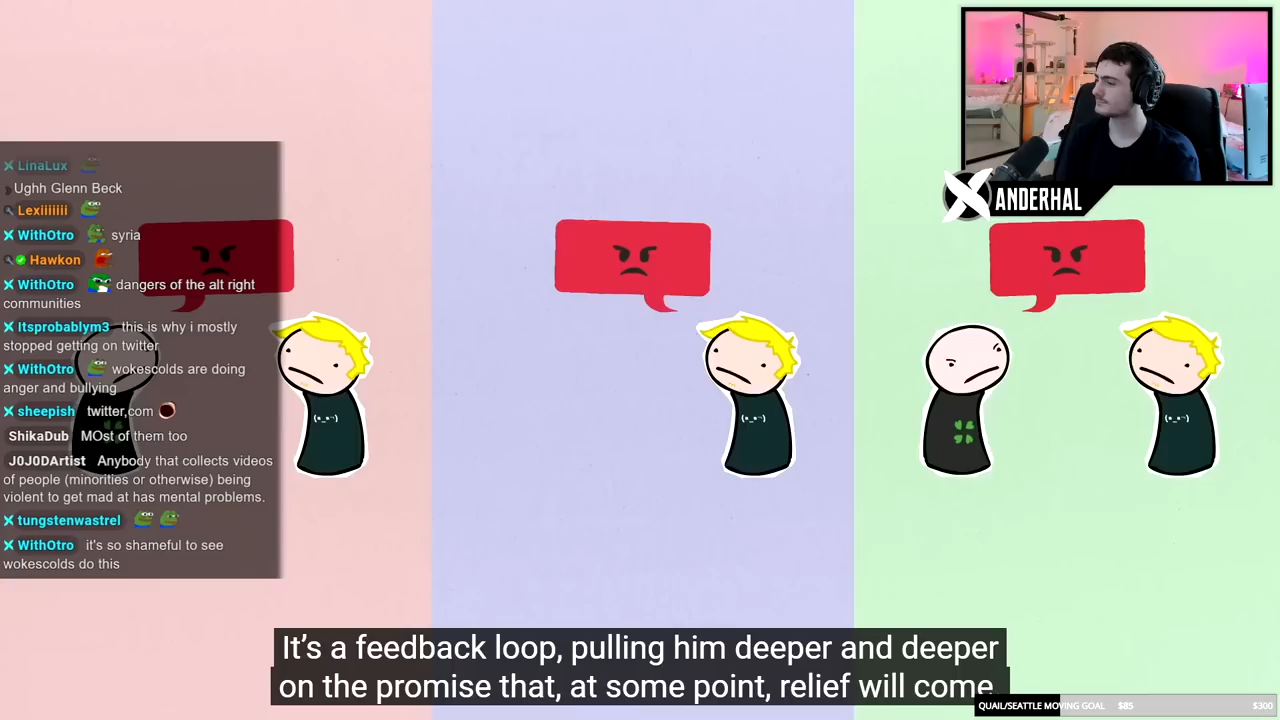 LinaLux
Ughh Glenn Beck
Lexiiiiii
WithOtro syria
Hawkon
WithOtro dangers of the alt right
communities
Itsprobablym3 this is why i mostly
stopped getting on twitter
WithOtro wokescolds are doing
anger and bullying
sheepish twitter,com
ShikaDub MOst of them too
J0J0DArtist Anybody that collects videos
of people (minorities or otherwise) being
violent to get mad at has mental problems.
tungstenwastrel
WithOtro it's so shameful to see
wokescolds do this
ANDERHAL
It's a feedback loop, pulling him deeper and deeper
on the promise that, at some point, relief will come
QUAIL/SEATTLE MOVING GOAL $85 $300